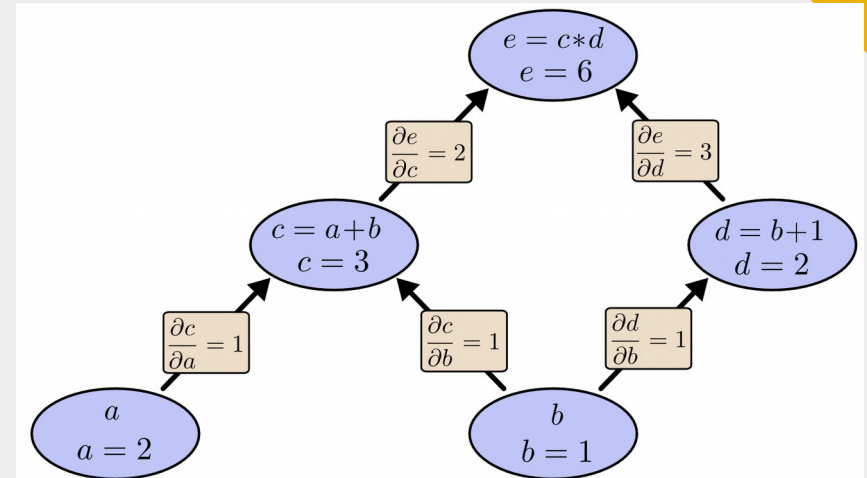 e = c*d
e = 6
∂e/∂c = 2
∂e/∂d = 3
c = a+b
c = 3
d = b+1
d = 2
∂c/∂a = 1
∂c/∂b = 1
∂d/∂b = 1
a
a = 2
b
b = 1